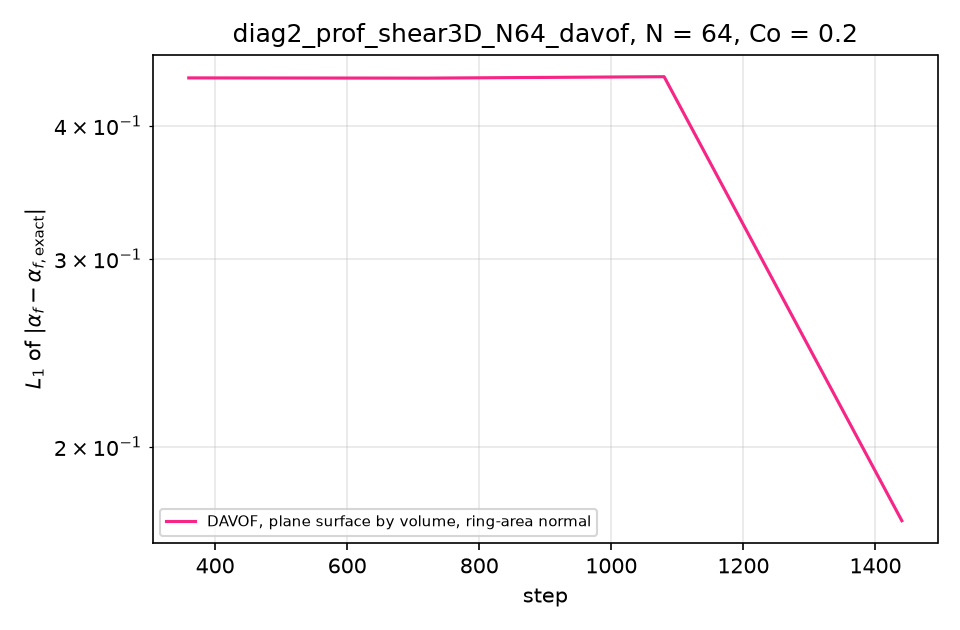 diag2_prof_shear3D_N64_davof, N = 64, Co = 0.2
L₁ of |α_f − α_{f,exact}|
4 × 10⁻¹
3 × 10⁻¹
2 × 10⁻¹
DAVOF, plane surface by volume, ring-area normal
400 600 800 1000 1200 1400
step